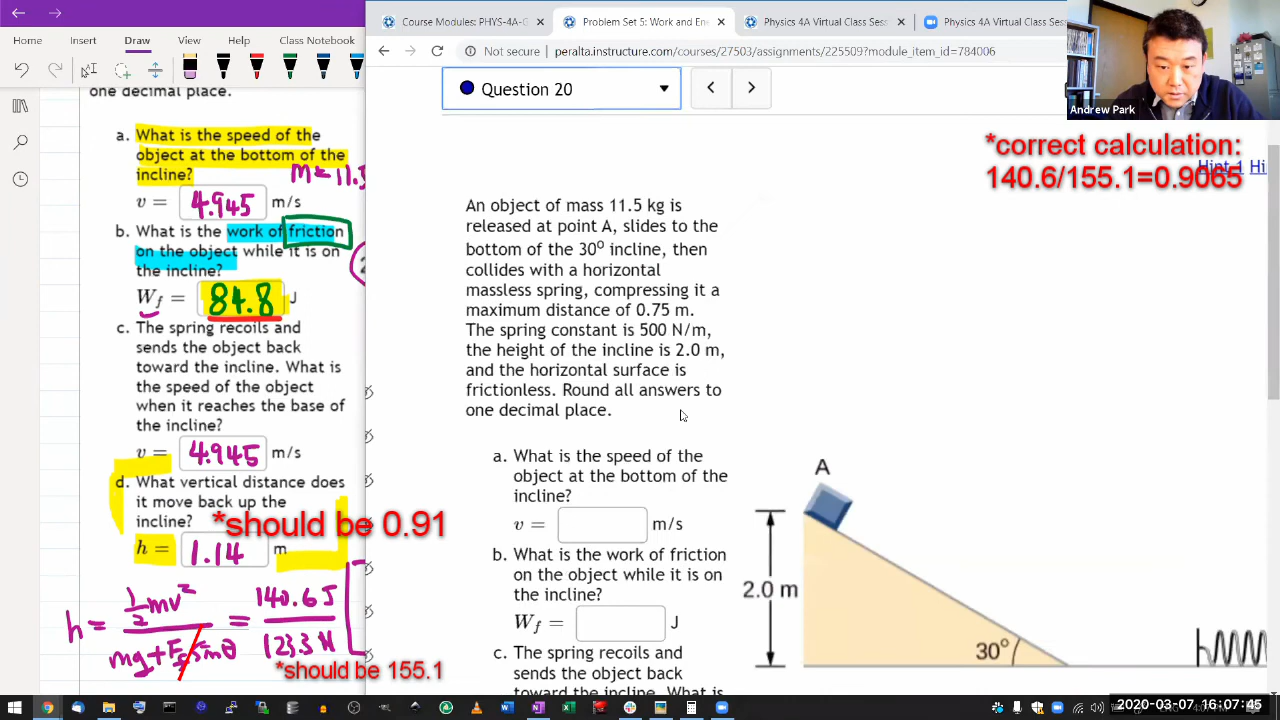 Home
Insert
Draw
View
Class Notebook
one decimal place.
a. What is the speed of the
object at the bottom of the
incline?
v = 4.945 m/s
b. What is the work of friction
on the object while it is on
the incline?
W_f = 84.8 J
c. The spring recoils and
sends the object back
toward the incline. What is
the speed of the object
when it reaches the base of
the incline?
v = 4.945 m/s
d. What vertical distance does
it move back up the
incline?
*should be 0.91
h = 1.14 m
h = ½mv² / = 140.6 J /
*should be 155.1
Course Modules: PHYS-4A-G
Problem Set 5: Work and En
Physics 4A Virtual Class Sess
Physics 4A Virtual Class Ses
Not secure
peralta.instructure.com/courses/27503/assignments/225509?module_item_id=784006
Question 20
Andrew Park
*correct calculation:
140.6/155.1=0.9065
Hint 1 Hi
An object of mass 11.5 kg is
released at point A, slides to the
bottom of the 30° incline, then
collides with a horizontal
massless spring, compressing it a
maximum distance of 0.75 m.
The spring constant is 500 N/m,
the height of the incline is 2.0 m,
and the horizontal surface is
frictionless. Round all answers to
one decimal place.
a. What is the speed of the
object at the bottom of the
incline?
v = m/s
b. What is the work of friction
on the object while it is on
the incline?
W_f = J
c. The spring recoils and
sends the object back
toward the incline. What is
A
2.0 m
30°
2020-03-07 16:07:45